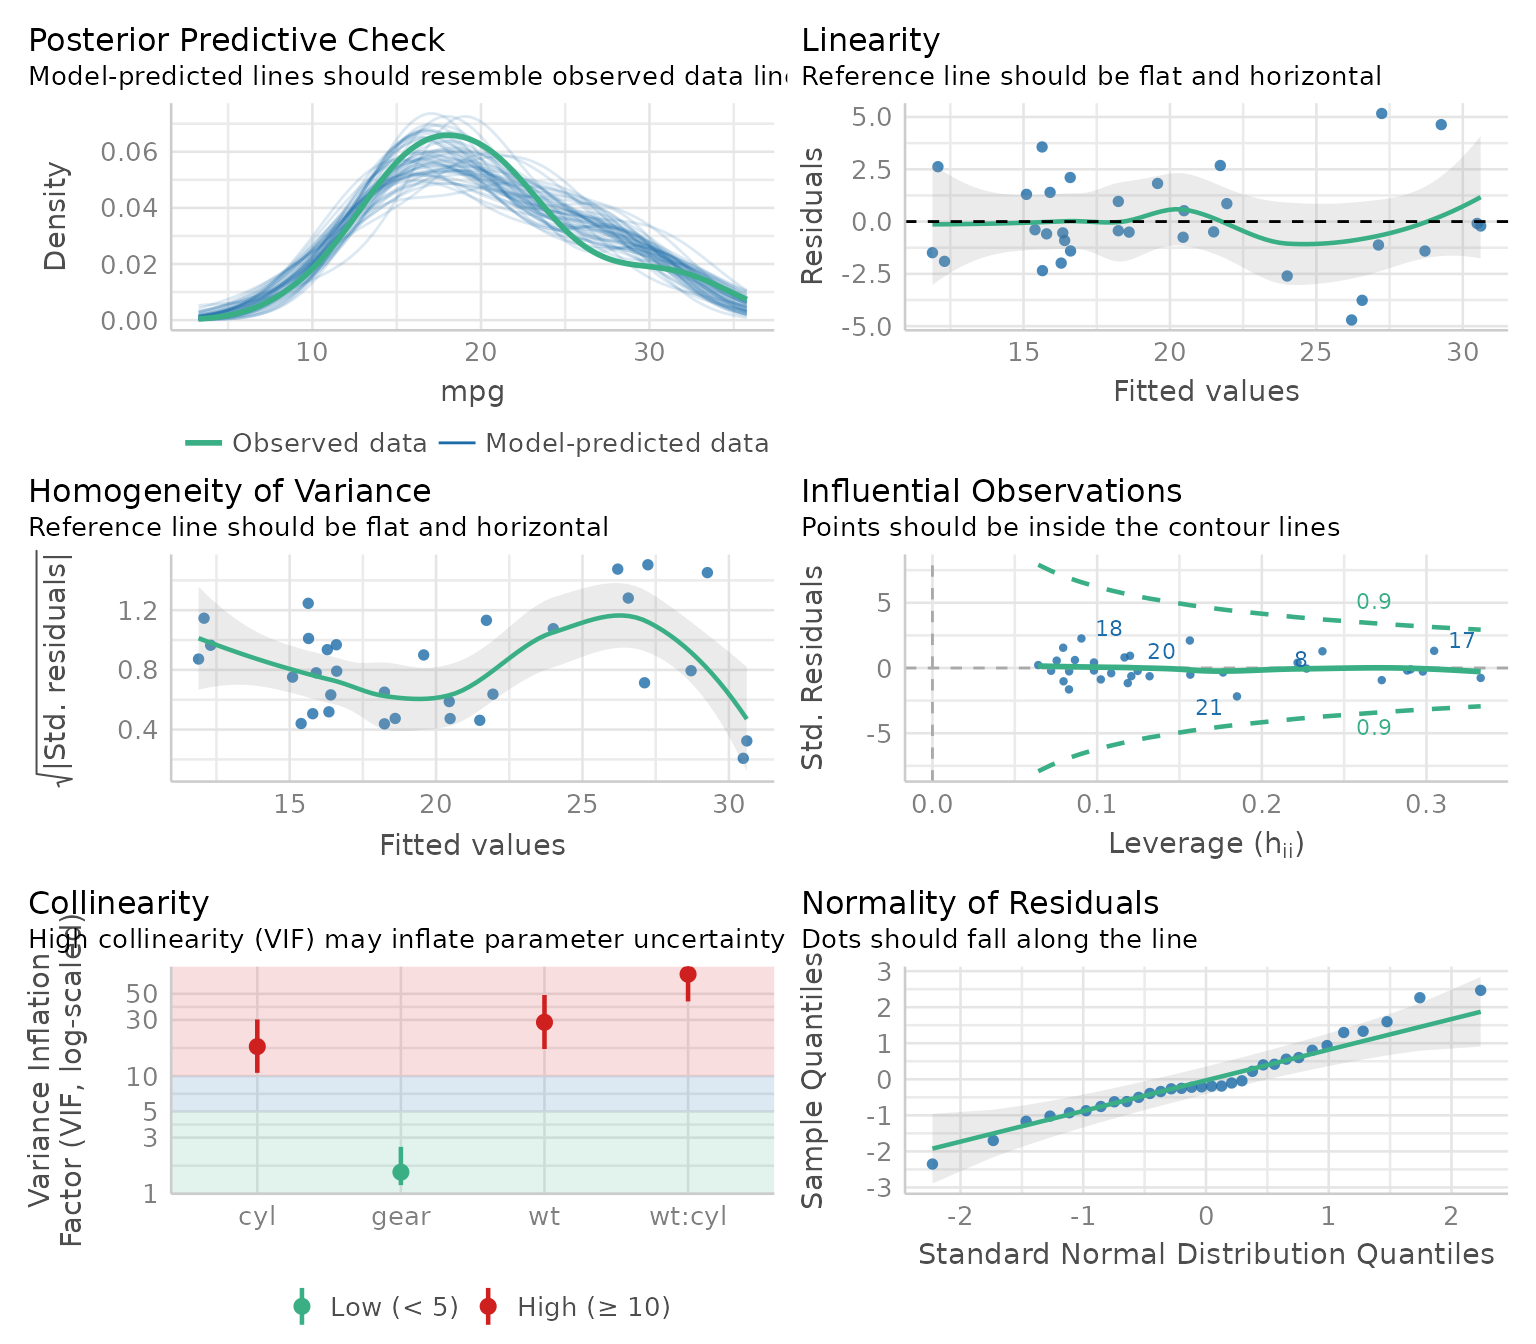 Posterior Predictive Check
Model-predicted lines should resemble observed data
Density
0.06
0.04
0.02
0.00
10 20 30
mpg
Observed data Model-predicted data
Linearity
Reference line should be flat and horizontal
Residuals
5.0
2.5
0.0
-2.5
-5.0
15 20 25 30
Fitted values
Homogeneity of Variance
Reference line should be flat and horizontal
√|Std. residuals|
1.2
0.8
0.4
15 20 25 30
Fitted values
Influential Observations
Points should be inside the contour lines
Std. Residuals
5
0
-5
0.9
18
17
20
8
21
0.9
0.0 0.1 0.2 0.3
Leverage (hii)
Collinearity
High collinearity (VIF) may inflate parameter uncertainty
Variance Inflation
Factor (VIF, log-scaled)
50
30
10
5
3
1
cyl gear wt wt:cyl
Low (< 5) High (≥ 10)
Normality of Residuals
Dots should fall along the line
Sample Quantiles
3
2
1
0
-1
-2
-3
-2 -1 0 1 2
Standard Normal Distribution Quantiles